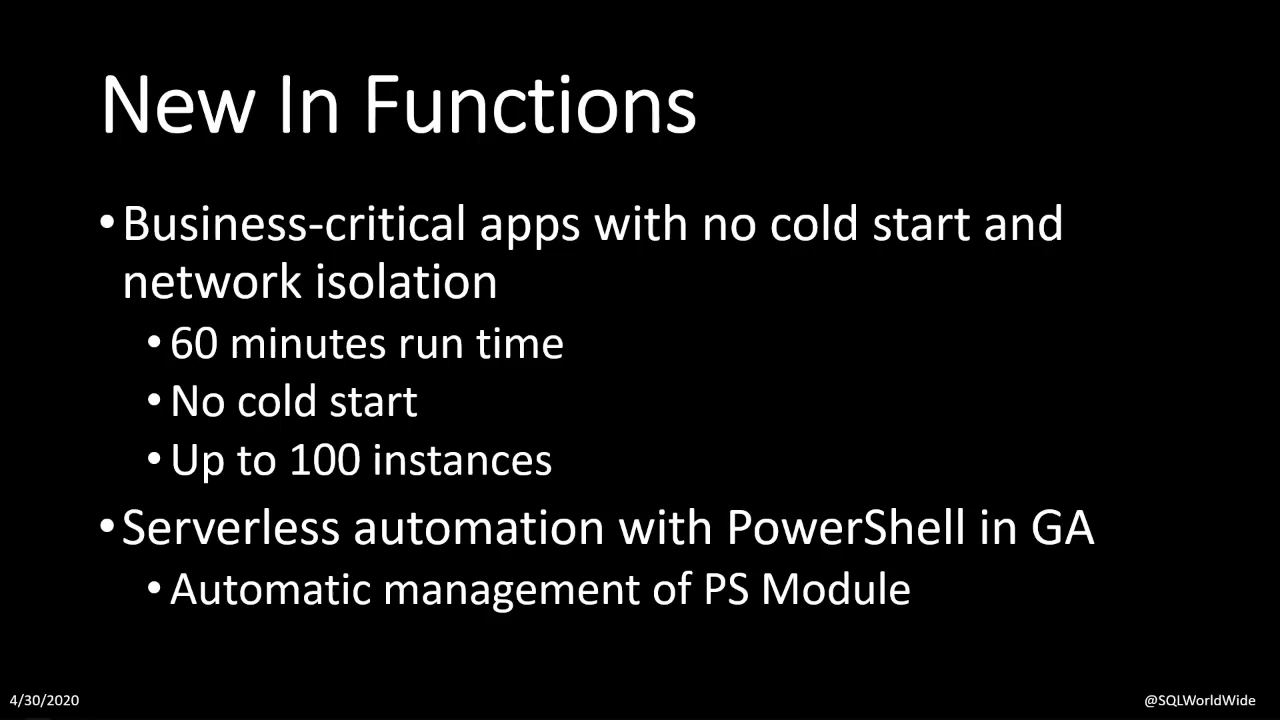 New In Functions
•Business-critical apps with no cold start and
network isolation
•60 minutes run time
•No cold start
•Up to 100 instances
•Serverless automation with PowerShell in GA
•Automatic management of PS Module
4/30/2020
@SQLWorldWide